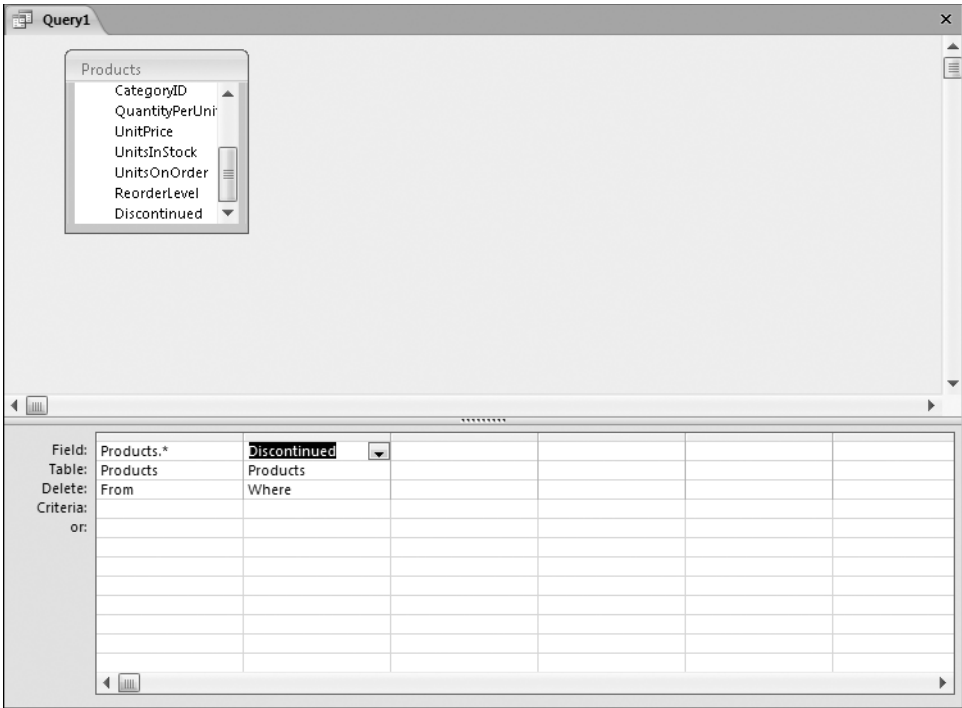 Query1
Products
CategoryID
QuantityPerUni
UnitPrice
UnitsInStock
UnitsOnOrder
ReorderLevel
Discontinued
Field: Products.* Discontinued
Table: Products Products
Delete: From Where
Criteria:
or: